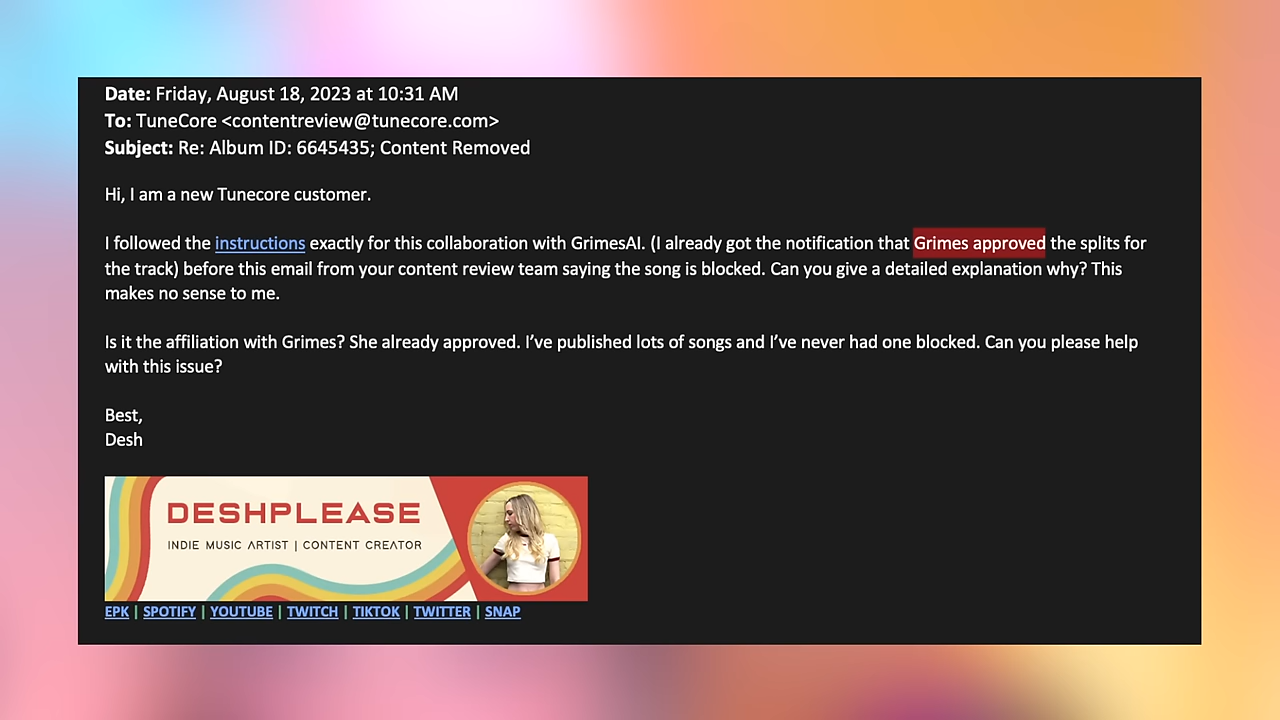 Date: Friday, August 18, 2023 at 10:31 AM
To: TuneCore <contentreview@tunecore.com>
Subject: Re: Album ID: 6645435; Content Removed
Hi, I am a new Tunecore customer.
I followed the instructions exactly for this collaboration with GrimesAI. (I already got the notification that Grimes approved the splits for
the track) before this email from your content review team saying the song is blocked. Can you give a detailed explanation why? This
makes no sense to me.
Is it the affiliation with Grimes? She already approved. I’ve published lots of songs and I’ve never had one blocked. Can you please help
with this issue?
Best,
Desh
DESHPLEASE
INDIE MUSIC ARTIST | CONTENT CREATOR
EPK | SPOTIFY | YOUTUBE | TWITCH | TIKTOK | TWITTER | SNAP